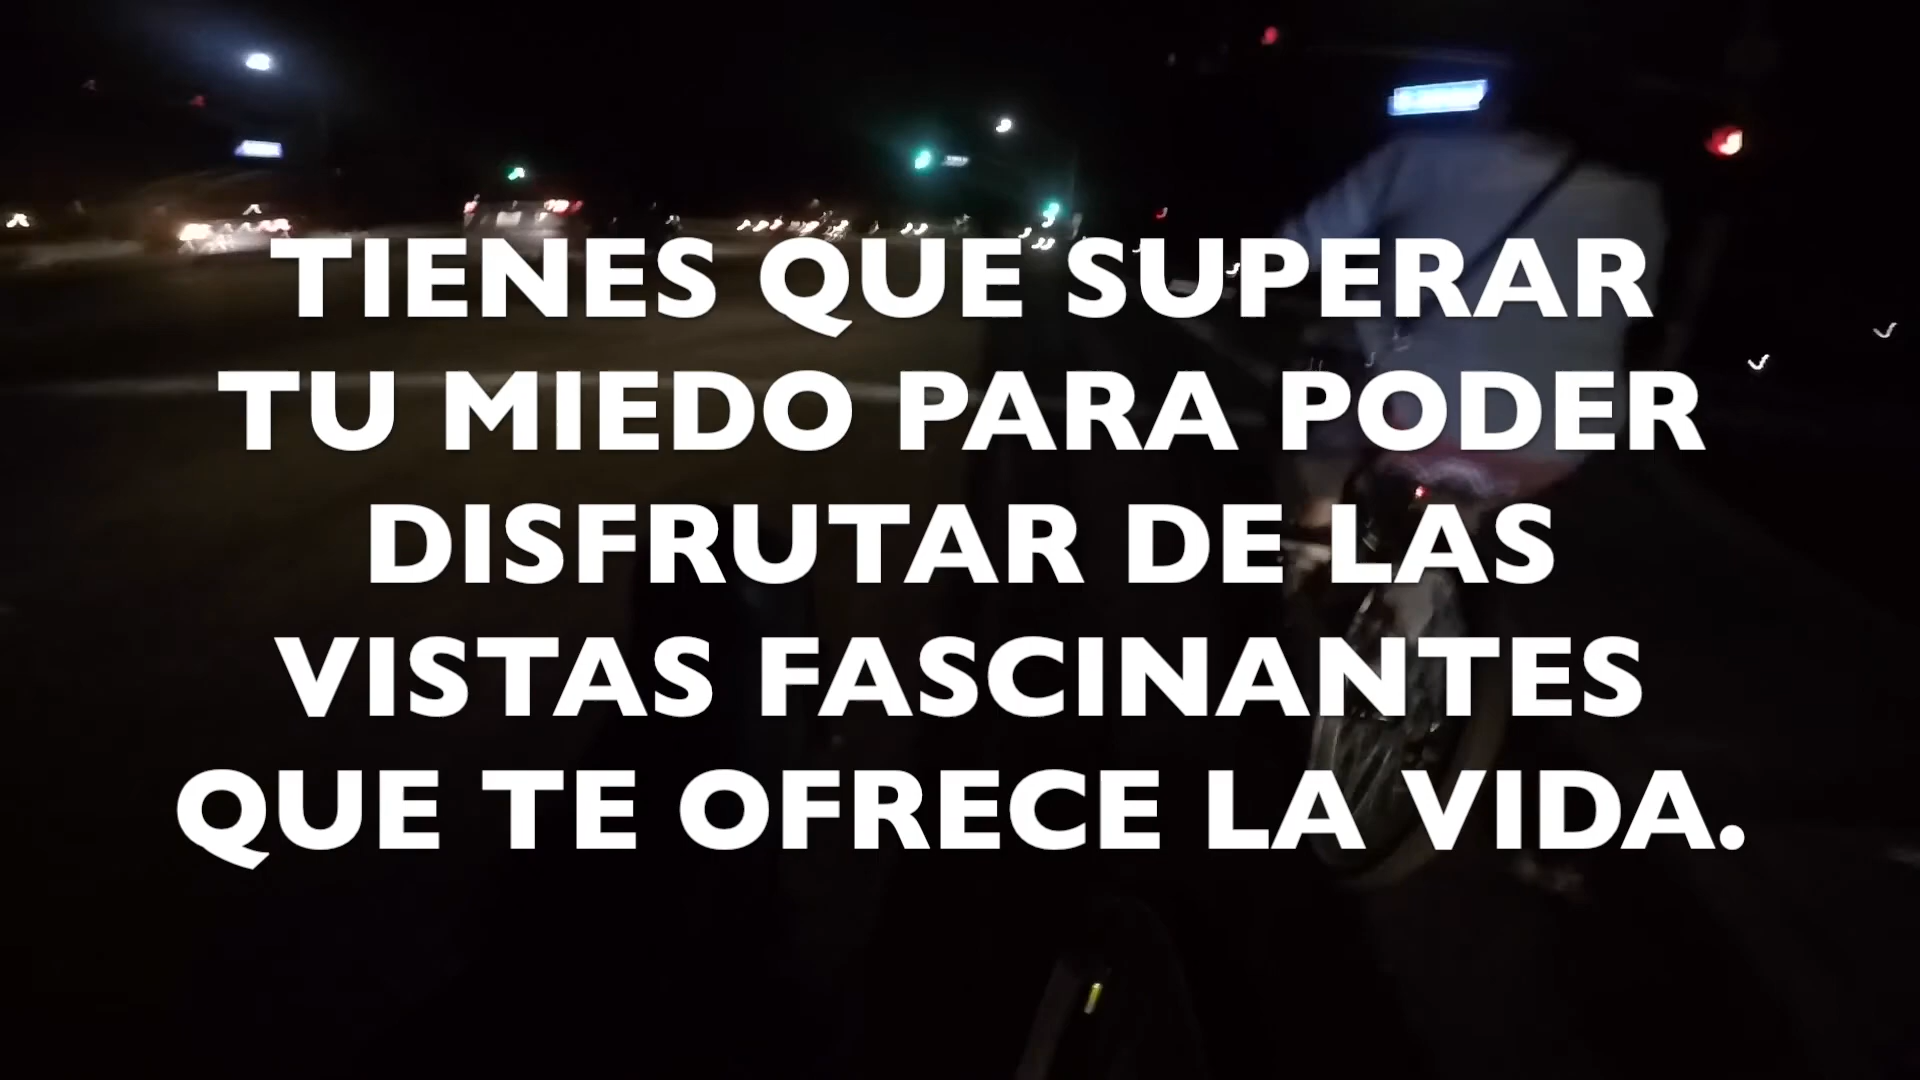 TIENES QUE SUPERAR
TU MIEDO PARA PODER
DISFRUTAR DE LAS
VISTAS FASCINANTES
QUE TE OFRECE LA VIDA.